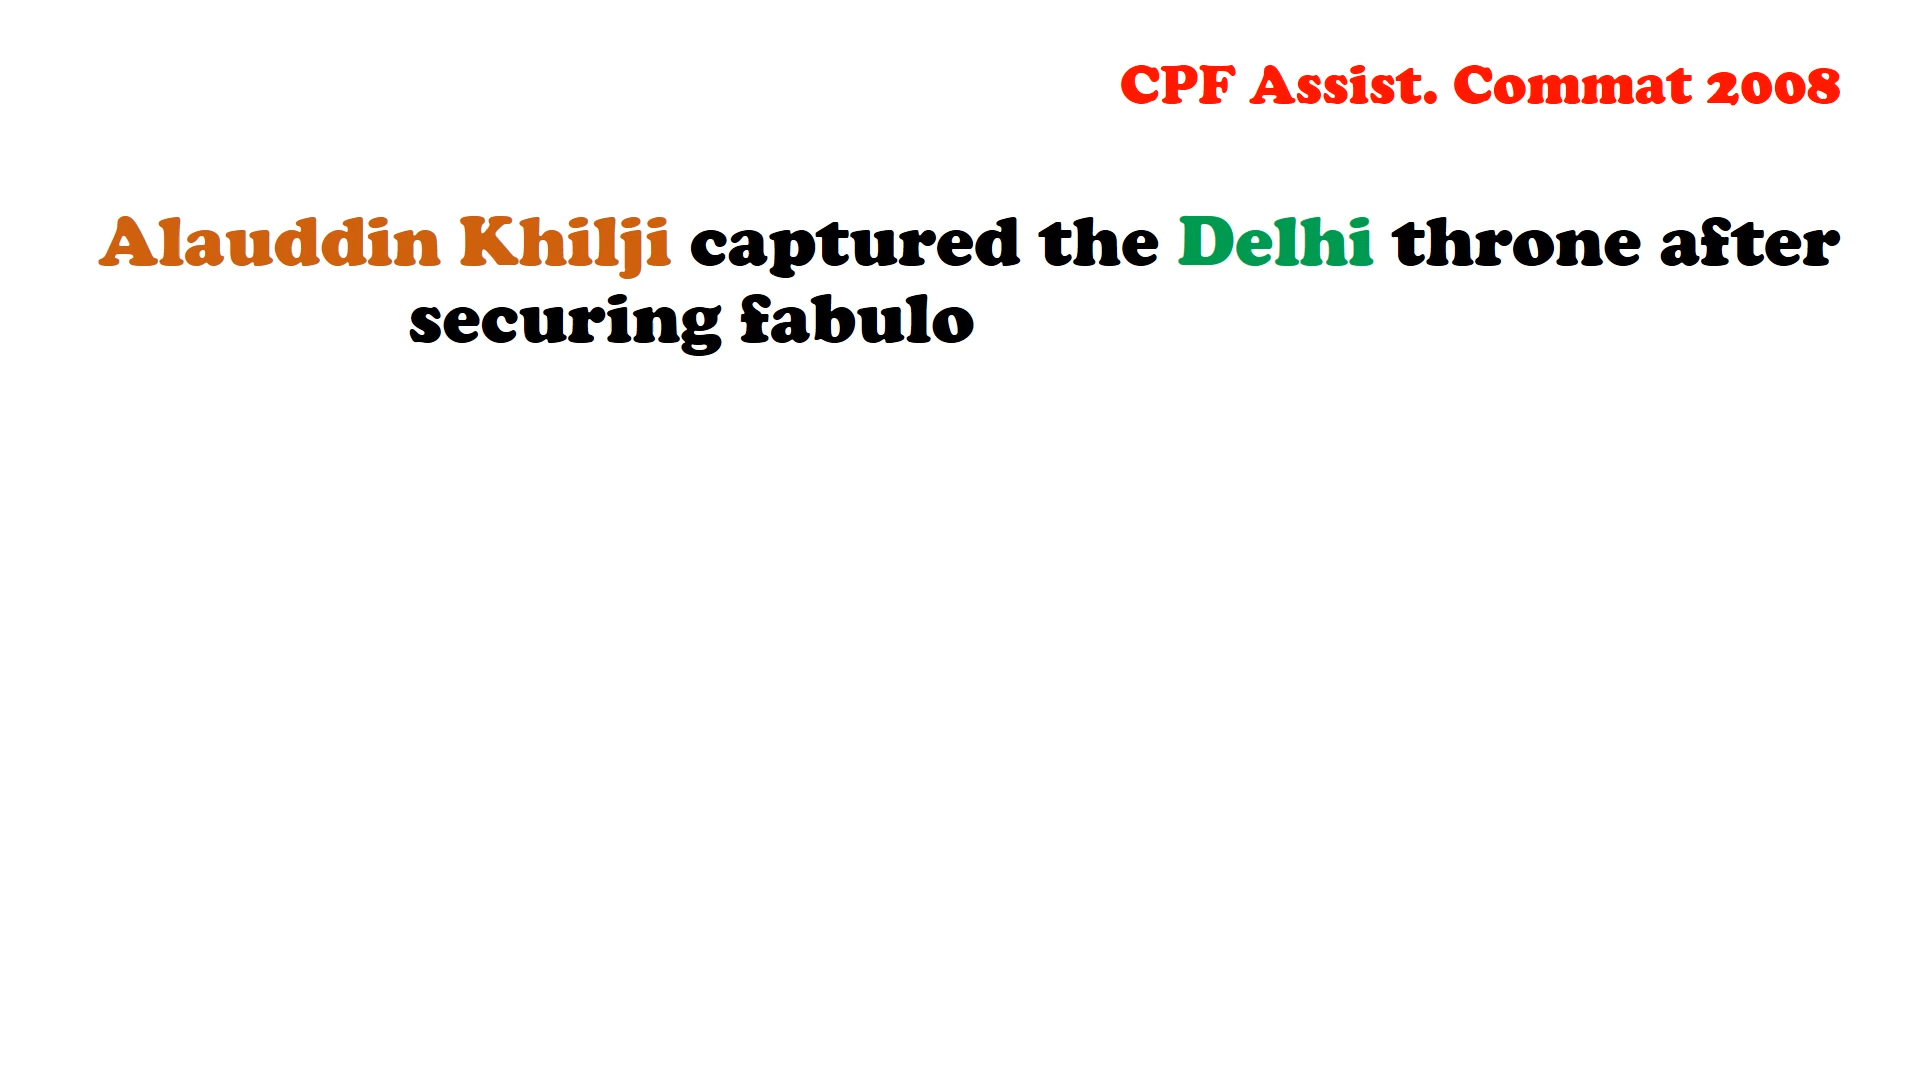 CPF Assist. Commat 2008
Alauddin Khilji captured the Delhi throne after
securing fabulo